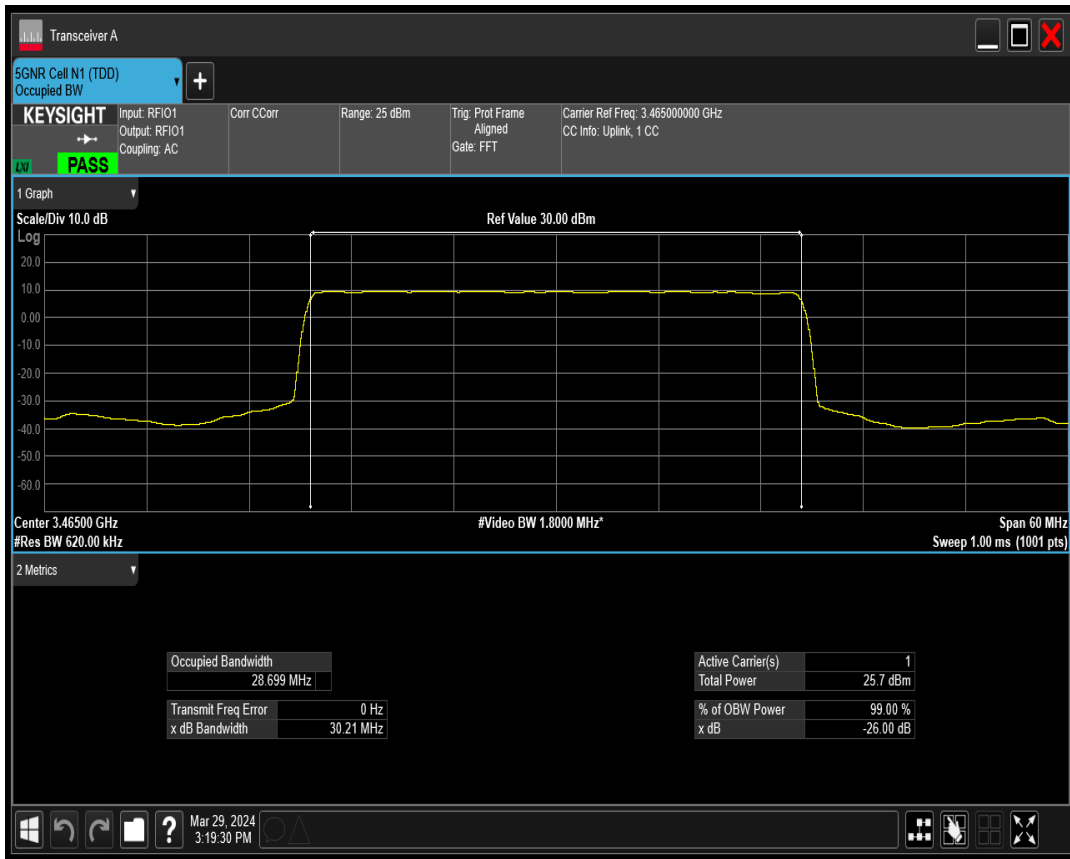 Transceiver A
5GNR Cell N1 (TDD)
Occupied BW
+
KEYSIGHT
LXI
PASS
Input: RFIO1
Output: RFIO1
Coupling: AC
Corr CCorr
Range: 25 dBm
Trig: Prot Frame
Aligned
Gate: FFT
Carrier Ref Freq: 3.465000000 GHz
CC Info: Uplink, 1 CC
1 Graph
Scale/Div 10.0 dB
Ref Value 30.00 dBm
Log
20.0
10.0
0.00
-10.0
-20.0
-30.0
-40.0
-50.0
-60.0
Center 3.46500 GHz
#Video BW 1.8000 MHz*
Span 60 MHz
#Res BW 620.00 kHz
Sweep 1.00 ms (1001 pts)
2 Metrics
Occupied Bandwidth
28.699 MHz
Transmit Freq Error 0 Hz
x dB Bandwidth 30.21 MHz
Active Carrier(s) 1
Total Power 25.7 dBm
% of OBW Power 99.00 %
x dB -26.00 dB
?
Mar 29, 2024
3:19:30 PM